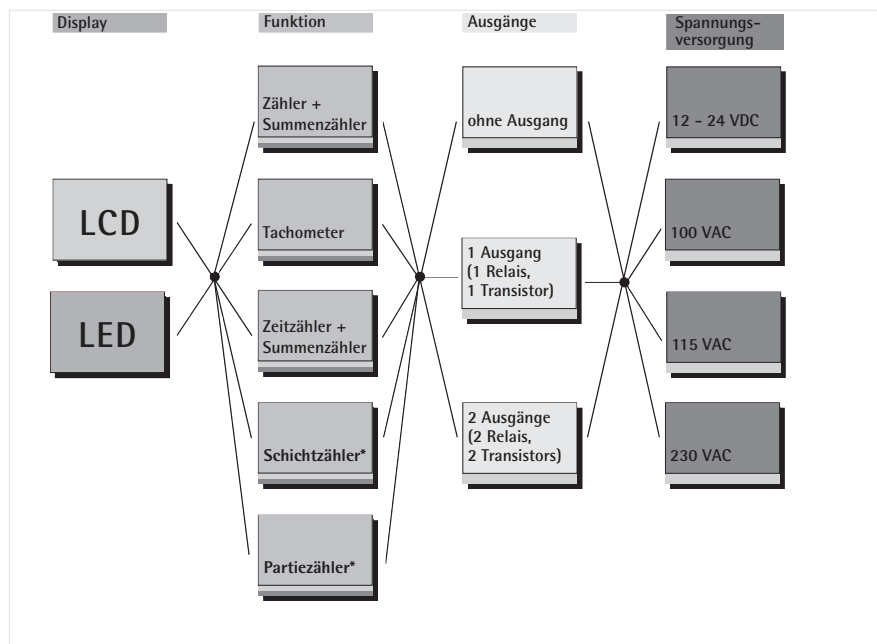 Display
Funktion
Ausgänge
Spannungs-
versorgung
LCD
LED
Zähler +
Summenzähler
Tachometer
Zeitzähler +
Summenzähler
Schichtzähler*
Partiezähler*
ohne Ausgang
1 Ausgang
(1 Relais,
1 Transistor)
2 Ausgänge
(2 Relais,
2 Transistors)
12 - 24 VDC
100 VAC
115 VAC
230 VAC